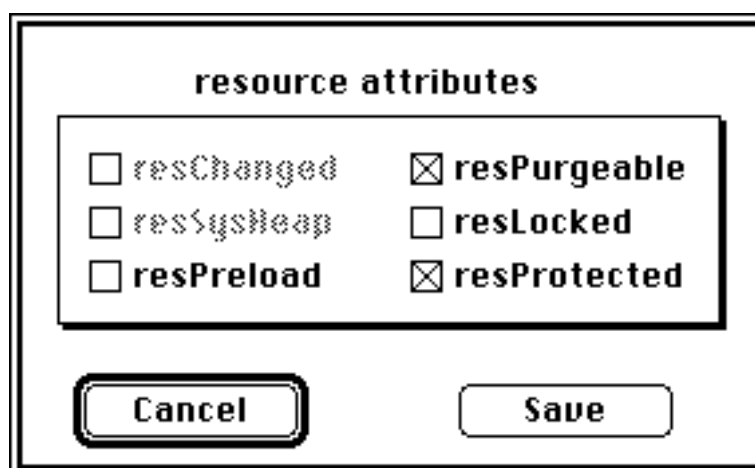 resource attributes
resChanged
resPurgeable
resSysHeap
resLocked
resPreload
resProtected
Cancel
Save